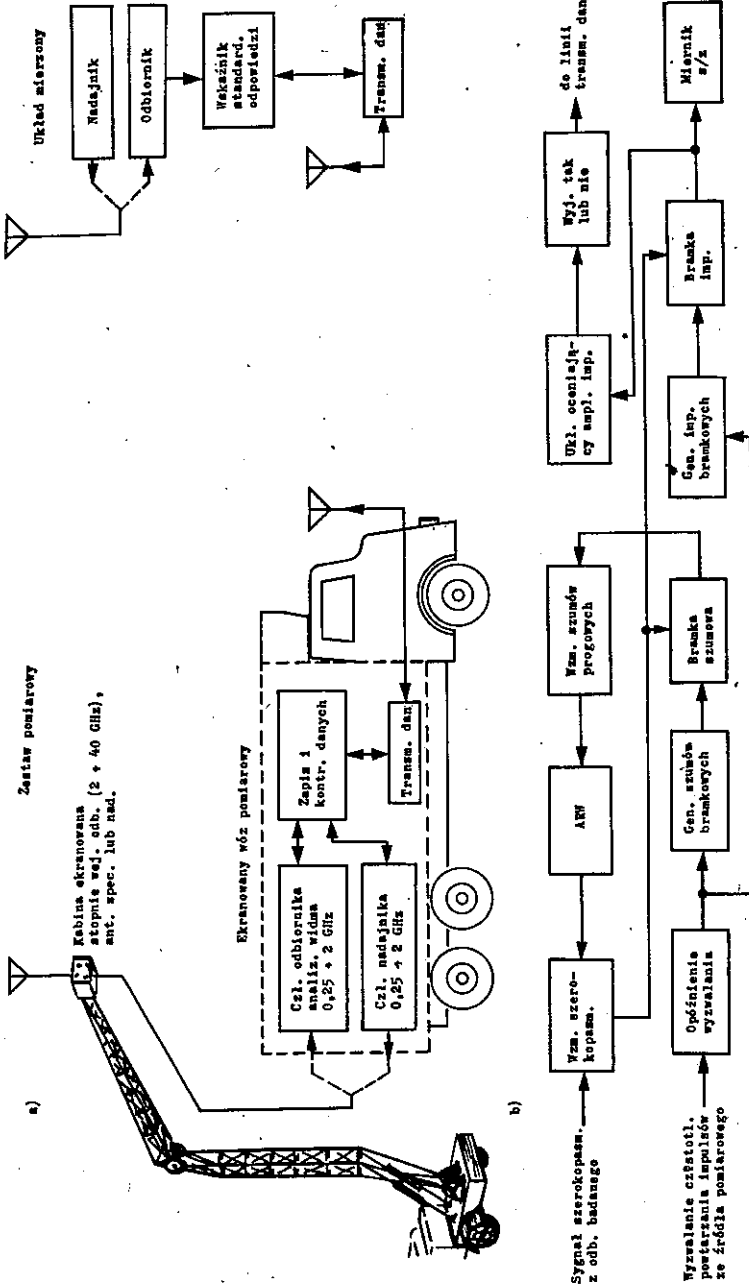 a)
Zestaw pomiarowy
Kabina ekranowana
stopnie wej. odb. (2 ÷ 40 GHz),
ant. spec. lub nad.
Ekranowany wóz pomiarowy
Czł. odbiornika
analiz. widma
0,25 ÷ 2 GHz
Czł. nadajnika
0,25 ÷ 2 GHz
Zapis i
kontr. danych
Transm. dan
Układ mierzony
Nadajnik
Odbiornik
Wskaźnik
standard.
odpowiedzi
Transm. dan
b)
Sygnał szerokopasm.
z odb. badanego
Wzm. szero-
kopasm.
ARW
Wzm. szumów
progowych
Ukł. oceniają-
cy ampl. imp.
Wyj. tak
lub nie
do linii
transm. dan
Wyzwalanie częstotl.
powtarzania impulsów
ze źródła pomiarowego
Opóźnienie
wyzwalania
Gen. szumów
bramkowych
Bramka
szumowa
Gen. imp.
bramkowych
Bramka
imp.
Miernik
s/z